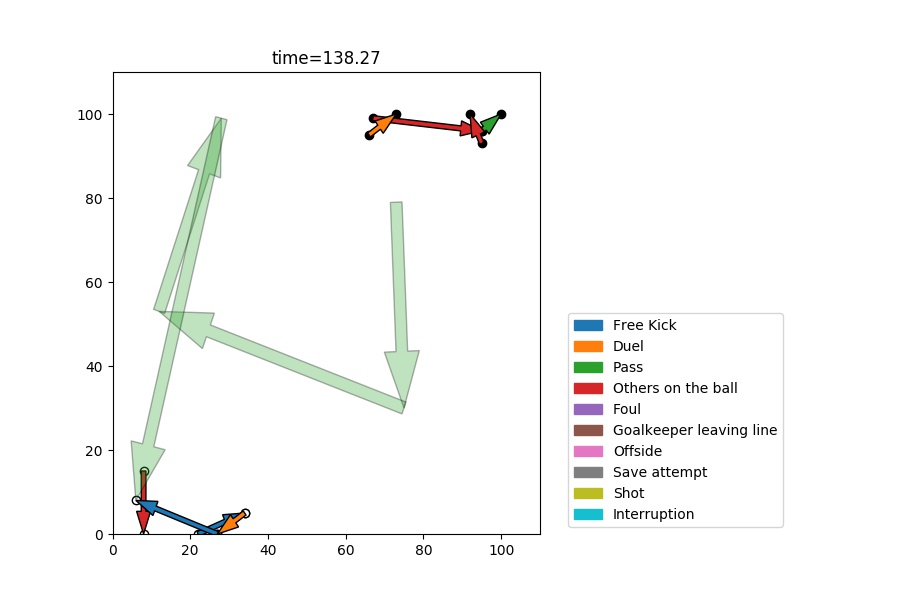 time=138.27
100
80
60
40
20
0
0 20 40 60 80 100
Free Kick
Duel
Pass
Others on the ball
Foul
Goalkeeper leaving line
Offside
Save attempt
Shot
Interruption